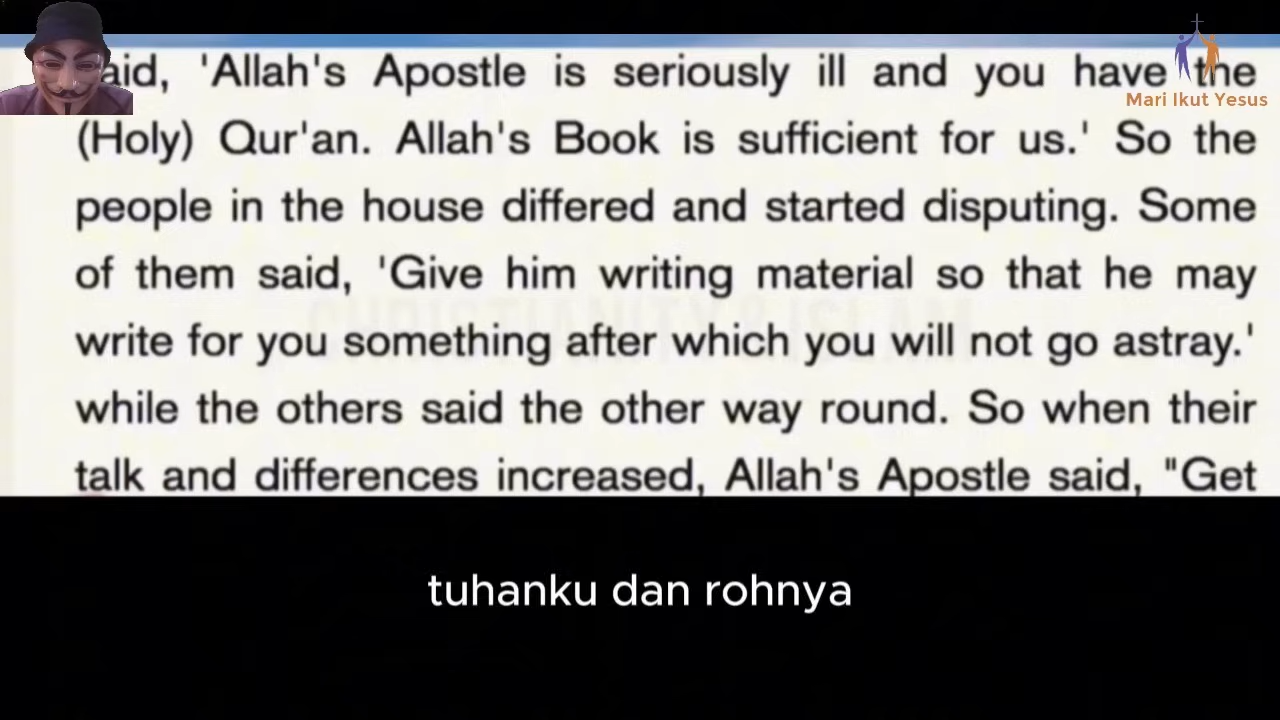 aid, 'Allah's Apostle is seriously ill and you have the
Mari Ikut Yesus
(Holy) Qur'an. Allah's Book is sufficient for us.' So the
people in the house differed and started disputing. Some
of them said, 'Give him writing material so that he may
CHRISTIANITY & ISLAM
write for you something after which you will not go astray.'
while the others said the other way round. So when their
talk and differences increased, Allah's Apostle said, "Get
tuhanku dan rohnya